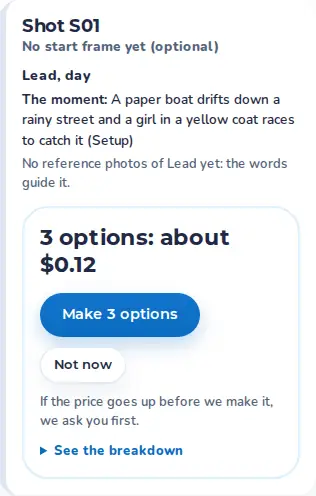 Shot S01
No start frame yet (optional)
Lead, day
The moment: A paper boat drifts down a
rainy street and a girl in a yellow coat races
to catch it (Setup)
No reference photos of Lead yet: the words
guide it.
3 options: about
$0.12
Make 3 options
Not now
If the price goes up before we make it,
we ask you first.
See the breakdown